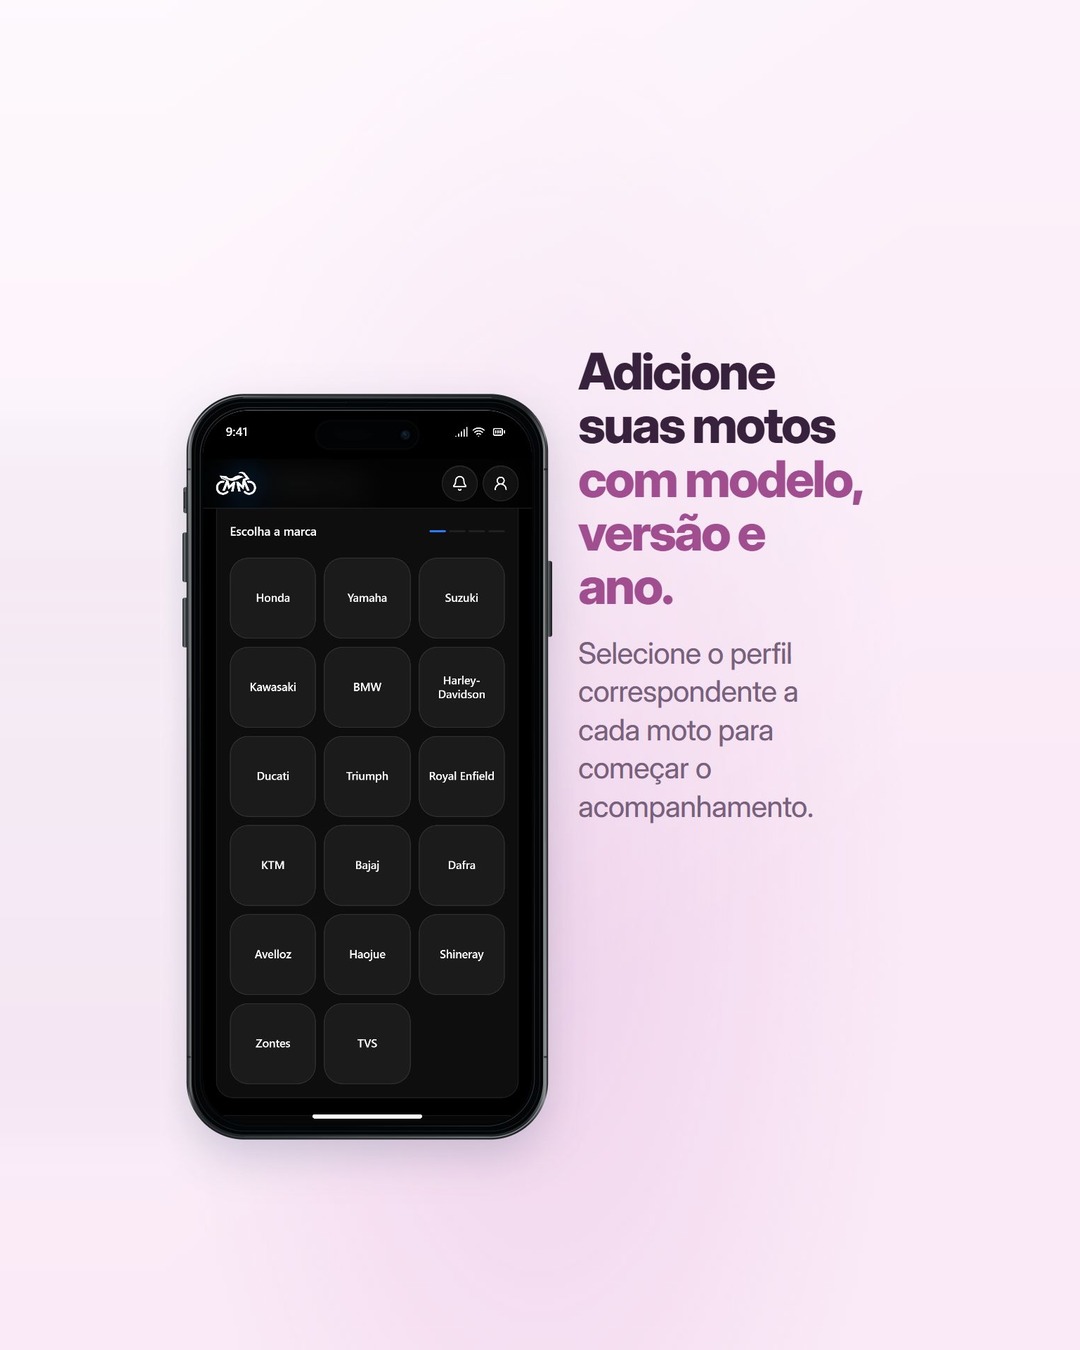 Adicione
suas motos
com modelo,
versão e
ano.
Selecione o perfil
correspondente a
cada moto para
começar o
acompanhamento.
9:41
MM
Escolha a marca
Honda
Yamaha
Suzuki
Kawasaki
BMW
Harley-
Davidson
Ducati
Triumph
Royal Enfield
KTM
Bajaj
Dafra
Avelloz
Haojue
Shineray
Zontes
TVS